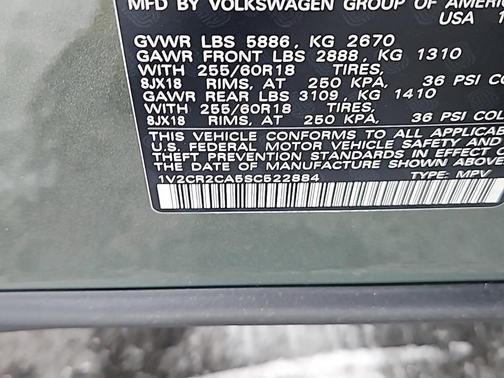 MFD BY VOLKSWAGEN GROUP OF AMERI
USA 1
GVWR LBS 5886, KG 2670
GAWR FRONT LBS 2888, KG 1310
WITH 255/60R18 TIRES,
8JX18 RIMS, AT 250 KPA, 36 PSI COL
GAWR REAR LBS 3109, KG 1410
WITH 255/60R18 TIRES,
8JX18 RIMS, AT 250 KPA, 36 PSI COL
THIS VEHICLE CONFORMS TO ALL APPLICA
U.S. FEDERAL MOTOR VEHICLE SAFETY AND
THEFT PREVENTION STANDARDS IN EFFECT O
THE DATE OF MANUFACTURE SHOWN ABOVE
1V2CR2CA5SC522884 TYPE: MPV